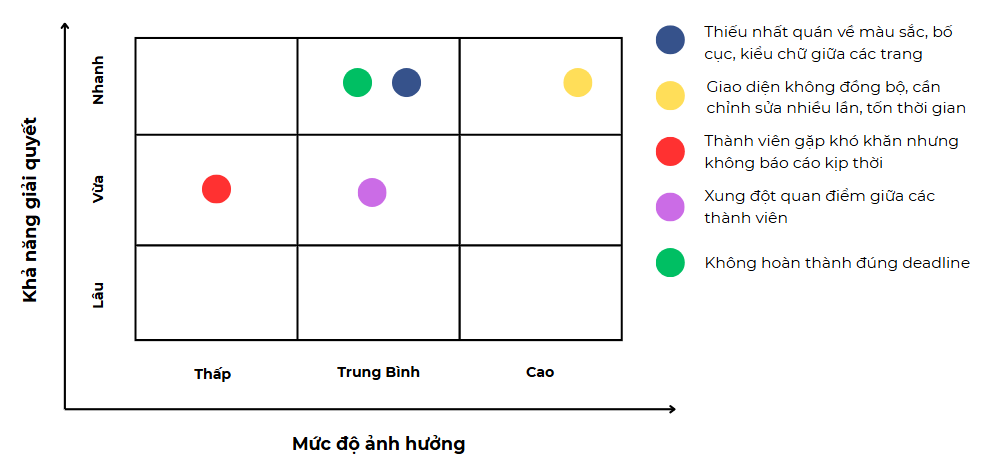 Khả năng giải quyết
Nhanh
Vừa
Lâu
Thấp
Trung Bình
Cao
Mức độ ảnh hưởng
Thiếu nhất quán về màu sắc, bố
cục, kiểu chữ giữa các trang
Giao diện không đồng bộ, cần
chỉnh sửa nhiều lần, tốn thời gian
Thành viên gặp khó khăn nhưng
không báo cáo kịp thời
Xung đột quan điểm giữa các
thành viên
Không hoàn thành đúng deadline